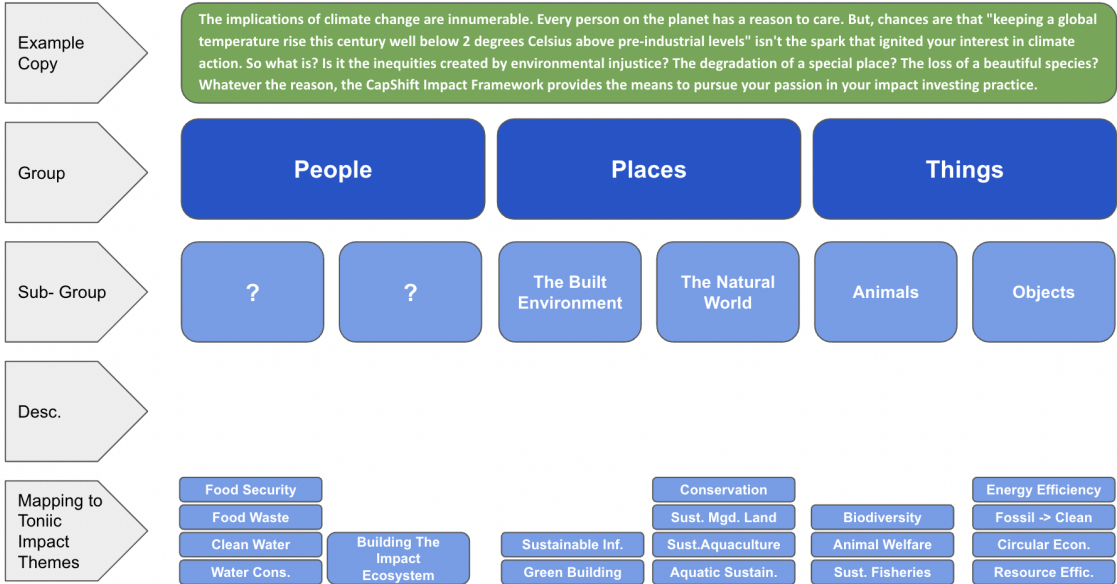 Example
Copy
The implications of climate change are innumerable. Every person on the planet has a reason to care. But, chances are that "keeping a global
temperature rise this century well below 2 degrees Celsius above pre-industrial levels" isn't the spark that ignited your interest in climate
action. So what is? Is it the inequities created by environmental injustice? The degradation of a special place? The loss of a beautiful species?
Whatever the reason, the CapShift Impact Framework provides the means to pursue your passion in your impact investing practice.
Group
People
Places
Things
Sub- Group
?
?
The Built
Environment
The Natural
World
Animals
Objects
Desc.
Mapping to
Toniic
Impact
Themes
Food Security
Food Waste
Clean Water
Water Cons.
Building The
Impact
Ecosystem
Sustainable Inf.
Green Building
Conservation
Sust. Mgd. Land
Sust.Aquaculture
Aquatic Sustain.
Biodiversity
Animal Welfare
Sust. Fisheries
Energy Efficiency
Fossil -> Clean
Circular Econ.
Resource Effic.